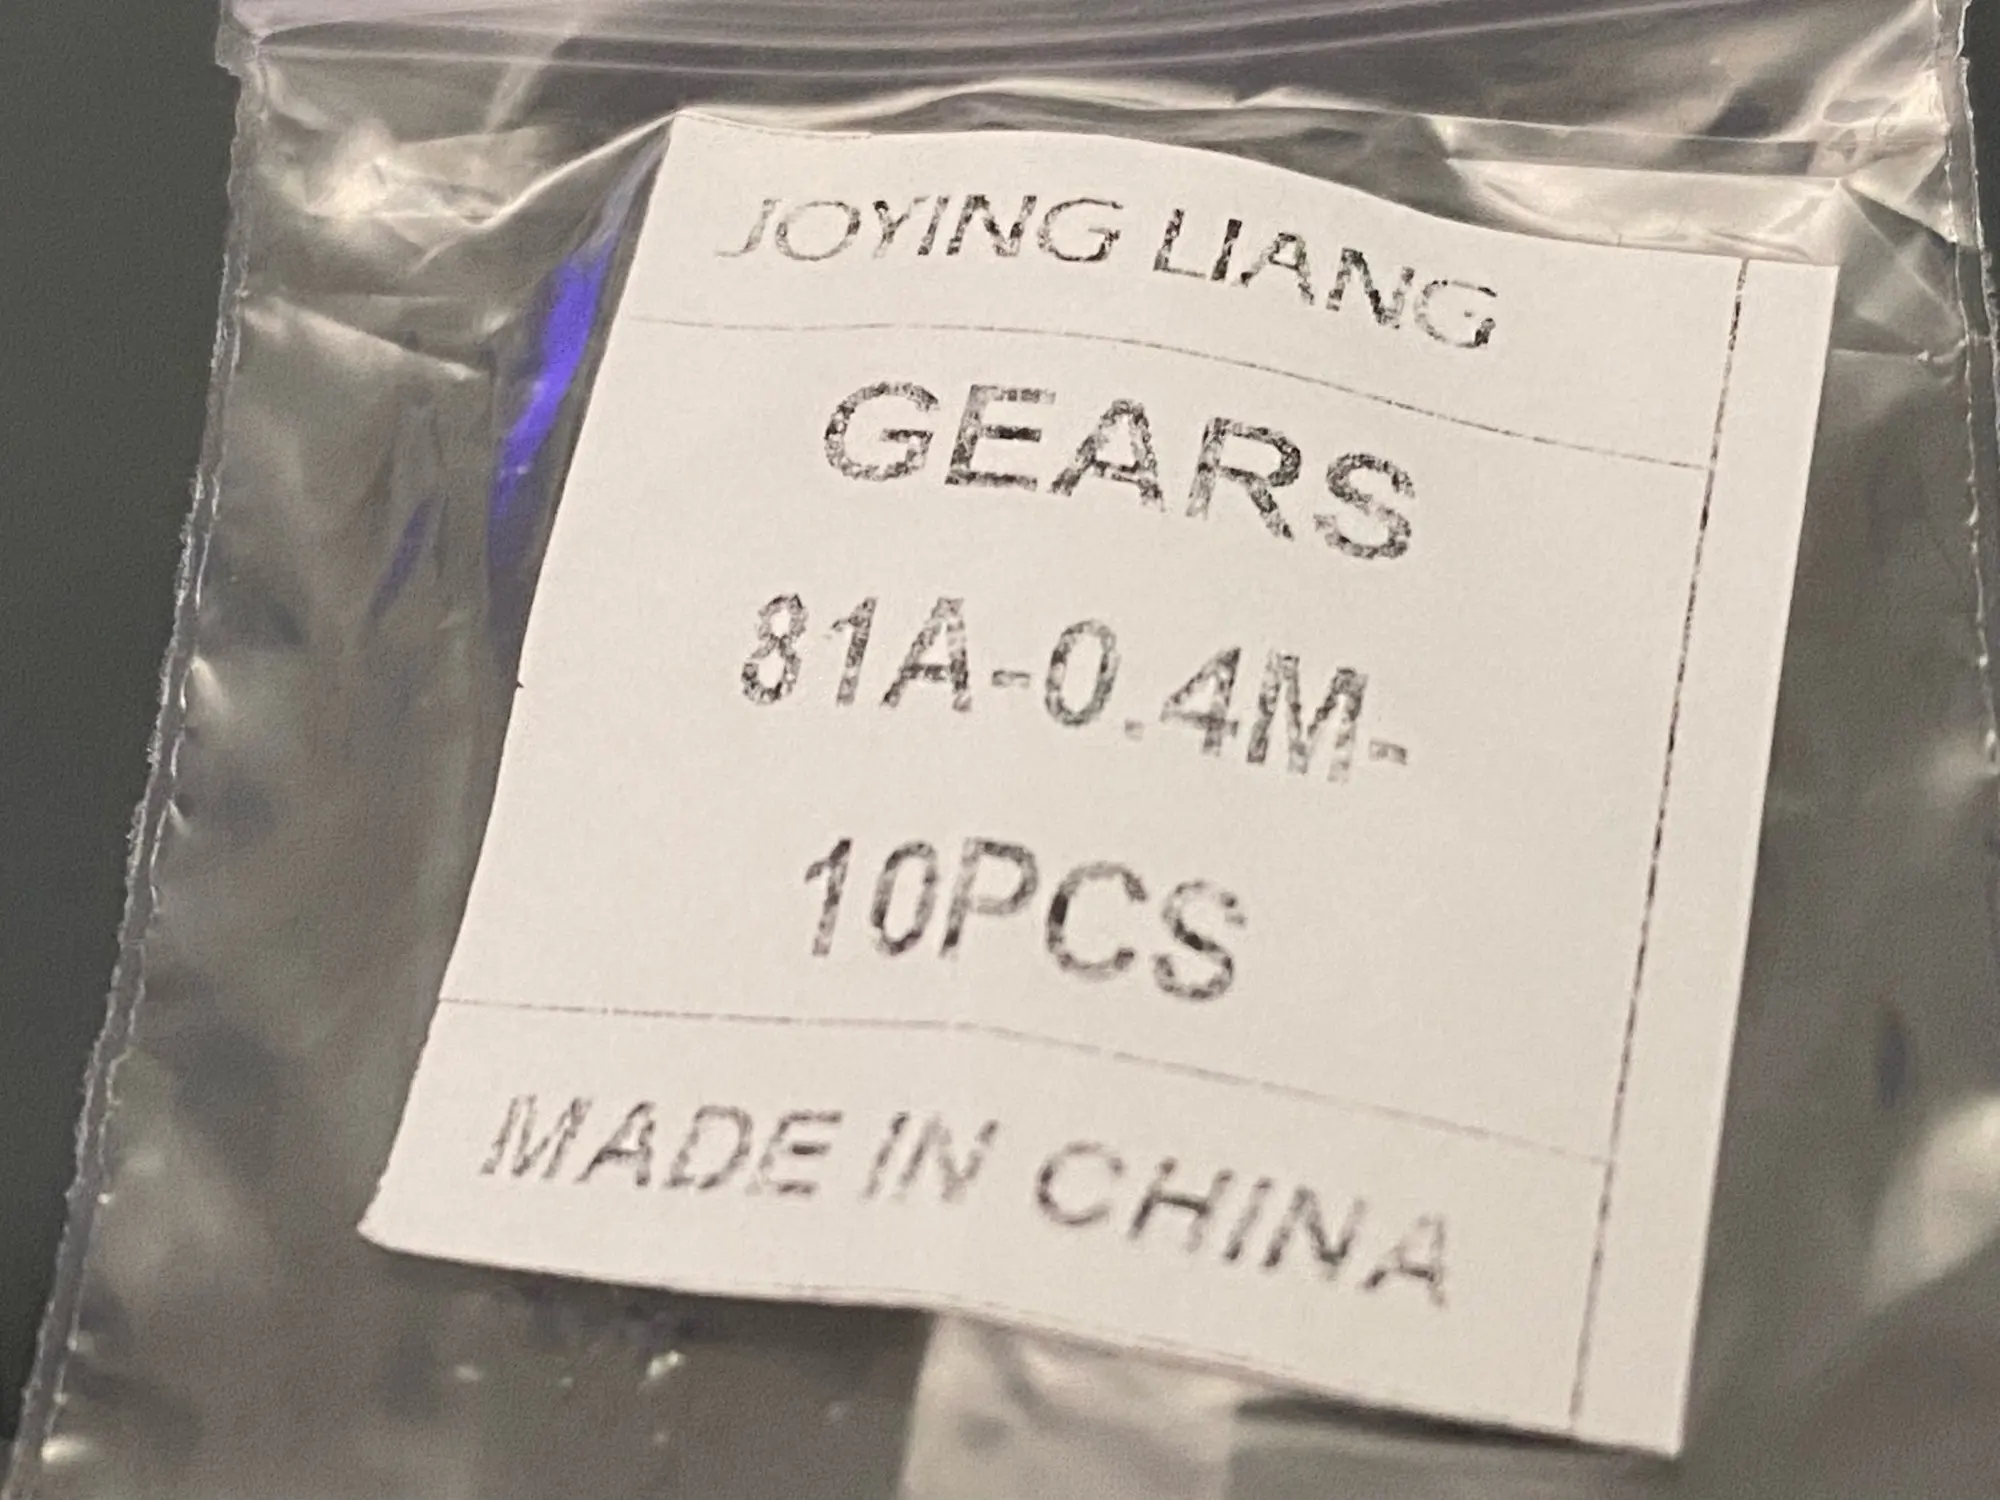 JOYING LIANG
GEARS
81A-0.4M-
10PCS
MADE IN CHINA